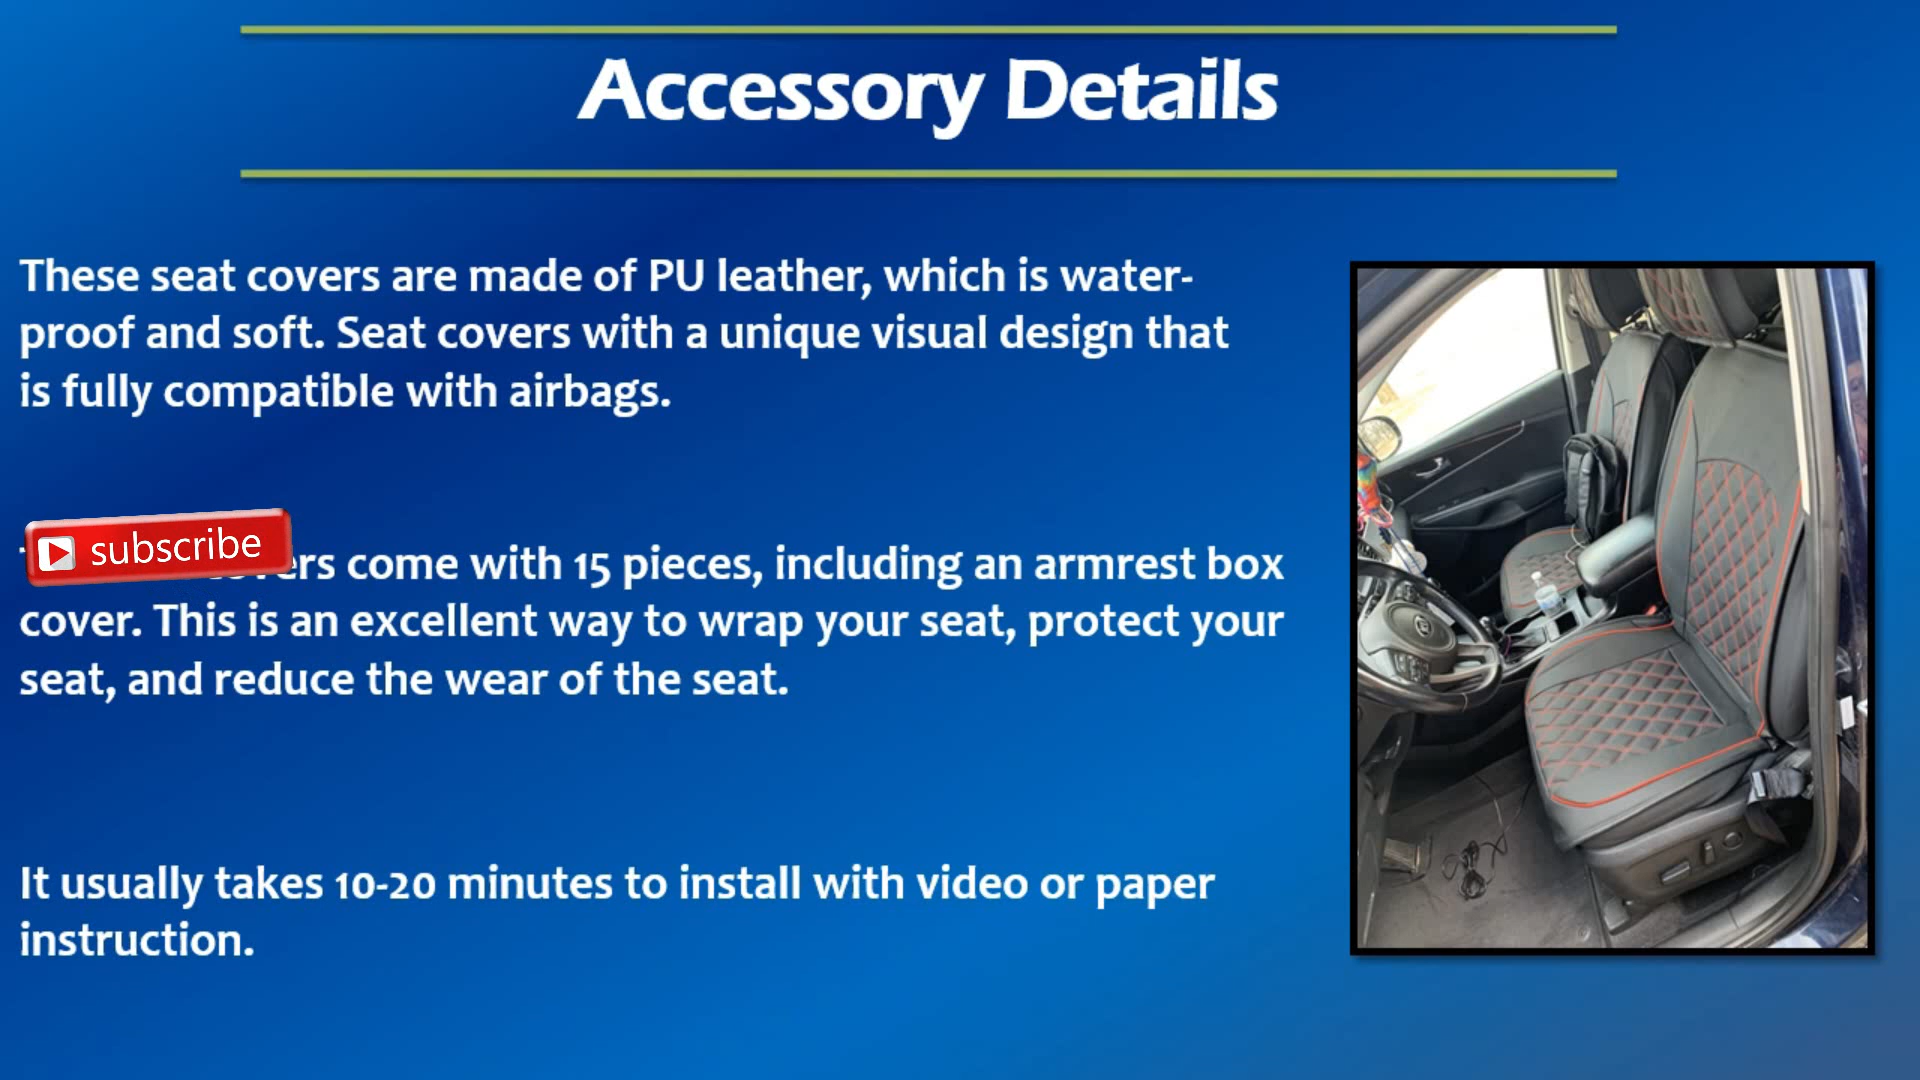 Accessory Details
These seat covers are made of PU leather, which is water-
proof and soft. Seat covers with a unique visual design that
is fully compatible with airbags.
subscribe
come with 15 pieces, including an armrest box
cover. This is an excellent way to wrap your seat, protect your
seat, and reduce the wear of the seat.
It usually takes 10-20 minutes to install with video or paper
instruction.